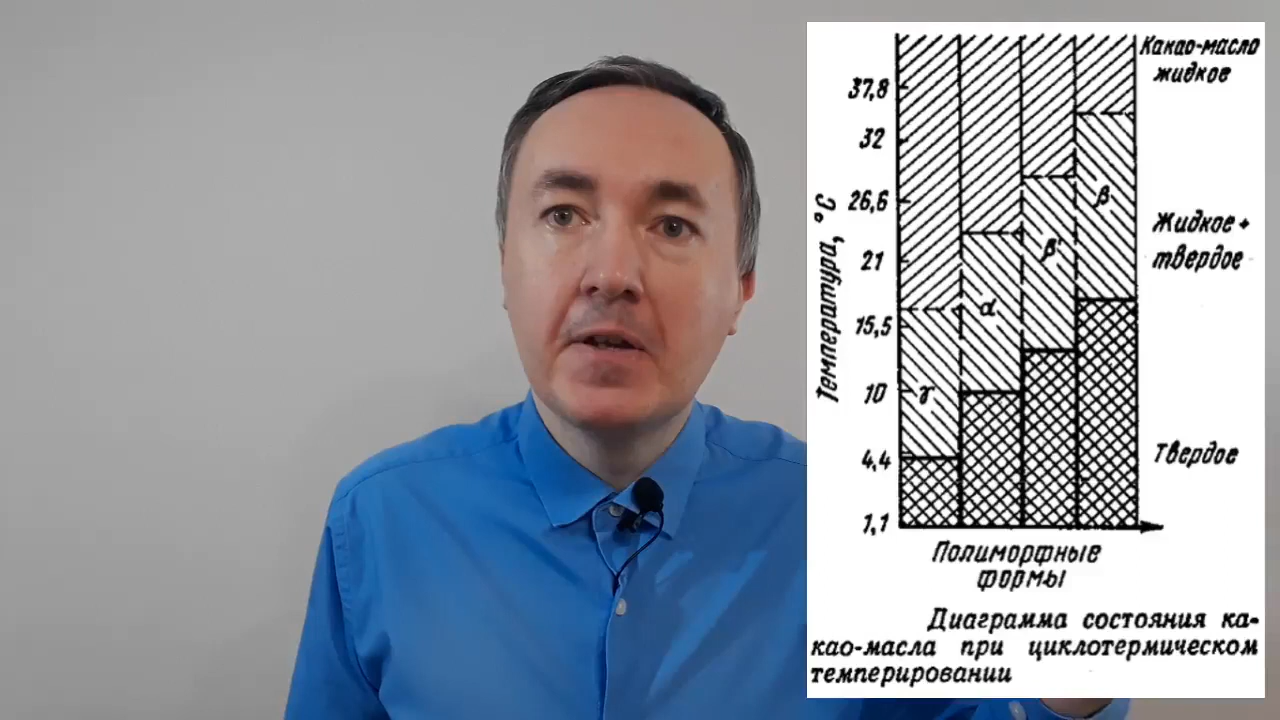 Какао-масло
жидкое
37,8
32
26,6
21
15,5
10
4,4
1,1
Температура, °С
γ
α
β'
β
Жидкое +
твердое
Твердое
Полиморфные
формы
Диаграмма состояния ка-
као-масла при циклотермическом
темперировании